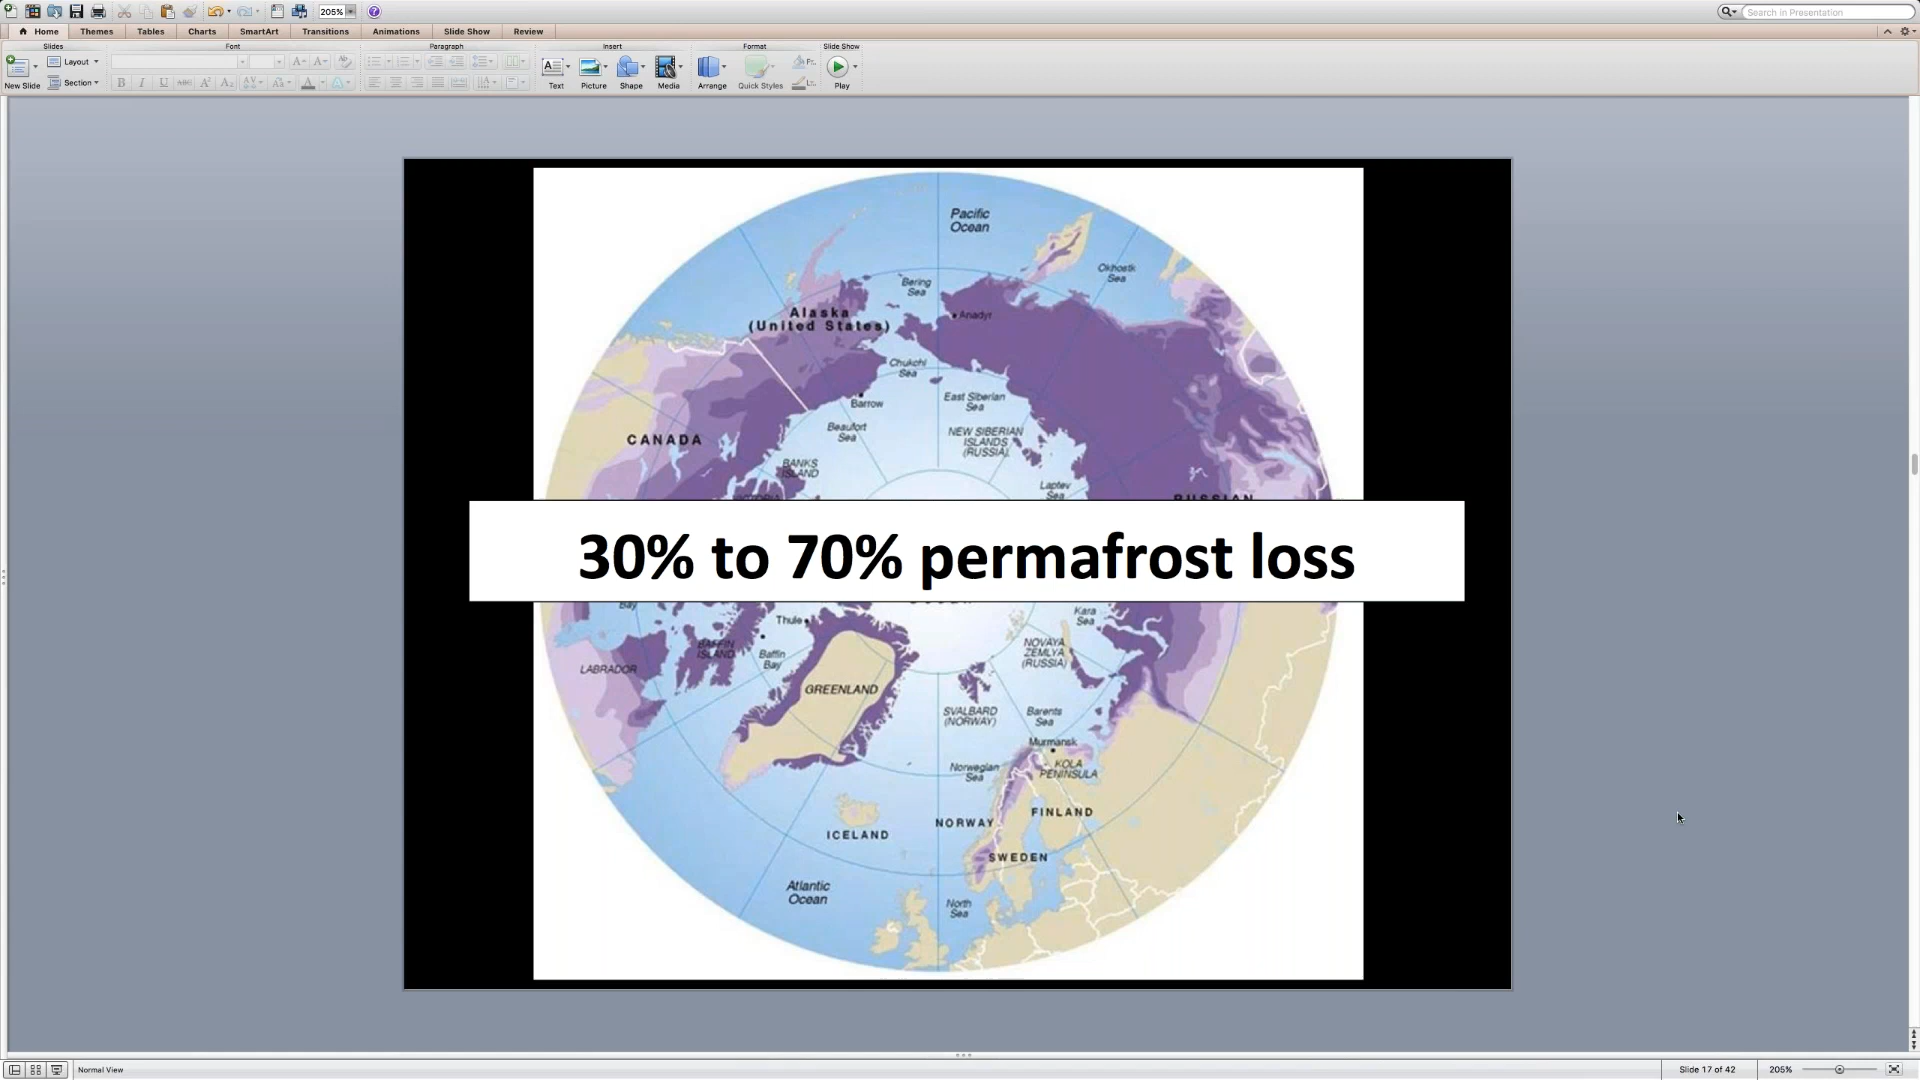 205%
Search in Presentation
Home
Themes
Tables
Charts
SmartArt
Transitions
Animations
Slide Show
Review
Slides
Font
Paragraph
Insert
Format
Slide Show
Layout
New Slide
Section
Text
Picture
Shape
Media
Arrange
Quick Styles
Play
Pacific
Ocean
Okhostk
Sea
Bering
Sea
Alaska
(United States)
Anadyr
Chukchi
Sea
Barrow
East Siberian
Sea
Beaufort
Sea
NEW SIBERIAN
ISLANDS
(RUSSIA)
CANADA
BANKS
ISLAND
Laptev
Sea
RUSSIAN
30% to 70% permafrost loss
Bay
Thule
Kara
Sea
BAFFIN
ISLAND
Baffin
Bay
NOVAYA
ZEMLYA
(RUSSIA)
LABRADOR
GREENLAND
SVALBARD
(NORWAY)
Barents
Sea
Murmansk
Norwegian
Sea
KOLA
PENINSULA
FINLAND
NORWAY
ICELAND
SWEDEN
Atlantic
Ocean
North
Sea
Normal View
Slide 17 of 42
205%